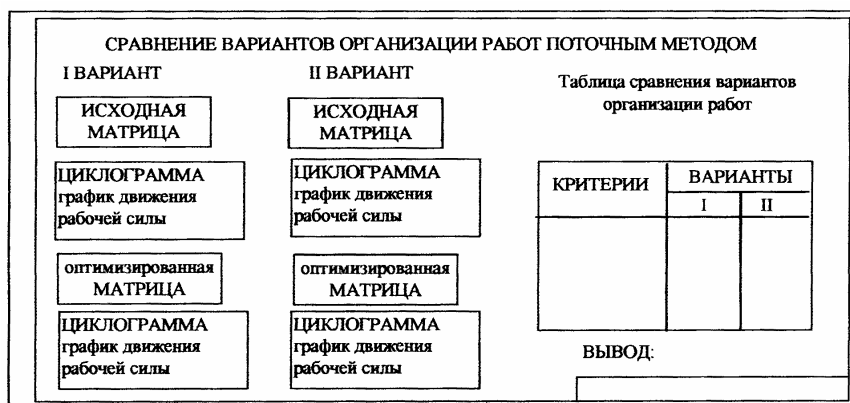 СРАВНЕНИЕ ВАРИАНТОВ ОРГАНИЗАЦИИ РАБОТ ПОТОЧНЫМ МЕТОДОМ
I ВАРИАНТ
ИСХОДНАЯ
МАТРИЦА
ЦИКЛОГРАММА
график движения
рабочей силы
оптимизированная
МАТРИЦА
ЦИКЛОГРАММА
график движения
рабочей силы
II ВАРИАНТ
ИСХОДНАЯ
МАТРИЦА
ЦИКЛОГРАММА
график движения
рабочей силы
оптимизированная
МАТРИЦА
ЦИКЛОГРАММА
график движения
рабочей силы
Таблица сравнения вариантов
организации работ
КРИТЕРИИ
ВАРИАНТЫ
I II
ВЫВОД: